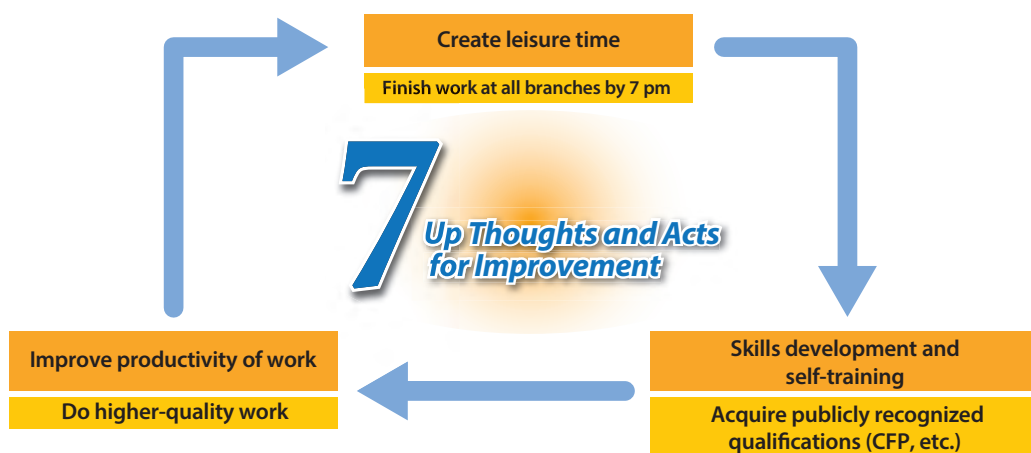 Create leisure time
Finish work at all branches by 7 pm
7
Up Thoughts and Acts
for Improvement
Improve productivity of work
Do higher-quality work
Skills development and
self-training
Acquire publicly recognized
qualifications (CFP, etc.)